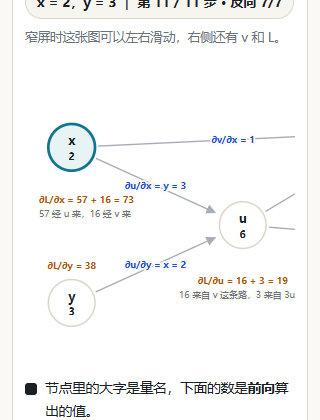 x = 2，y = 3 | 第 11 / 11 步 • 反向 7/7
窄屏时这张图可以左右滑动，右侧还有 v 和 L。
x
2
∂v/∂x = 1
∂u/∂x = y = 3
∂L/∂x = 57 + 16 = 73
57 经 u 来，16 经 v 来
u
6
∂L/∂y = 38
∂u/∂y = x = 2
∂L/∂u = 16 + 3 = 19
16 来自 v 这条路，3 来自 3u
y
3
节点里的大字是量名，下面的数是前向算
出的值。